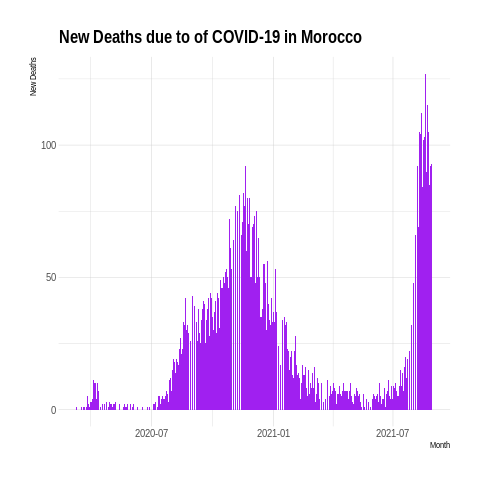 New Deaths due to of COVID-19 in Morocco
New Deaths
100
50
0
2020-07
2021-01
2021-07
Month